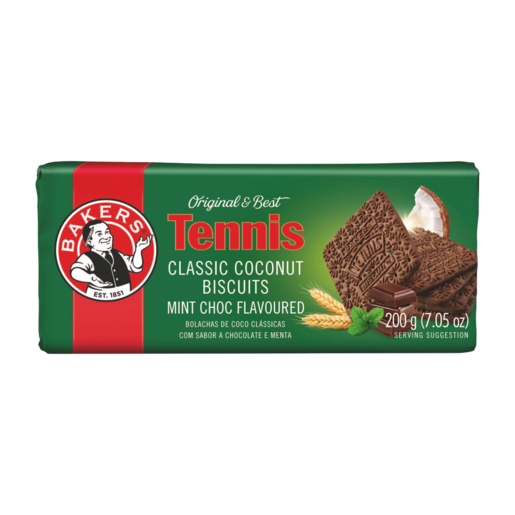 BAKERS
EST. 1851
Original & Best
Tennis
CLASSIC COCONUT
BISCUITS
MINT CHOC FLAVOURED
BOLACHAS DE COCO CLÁSSICAS
COM SABOR A CHOCOLATE E MENTA
200 g (7.05 oz)
SERVING SUGGESTION